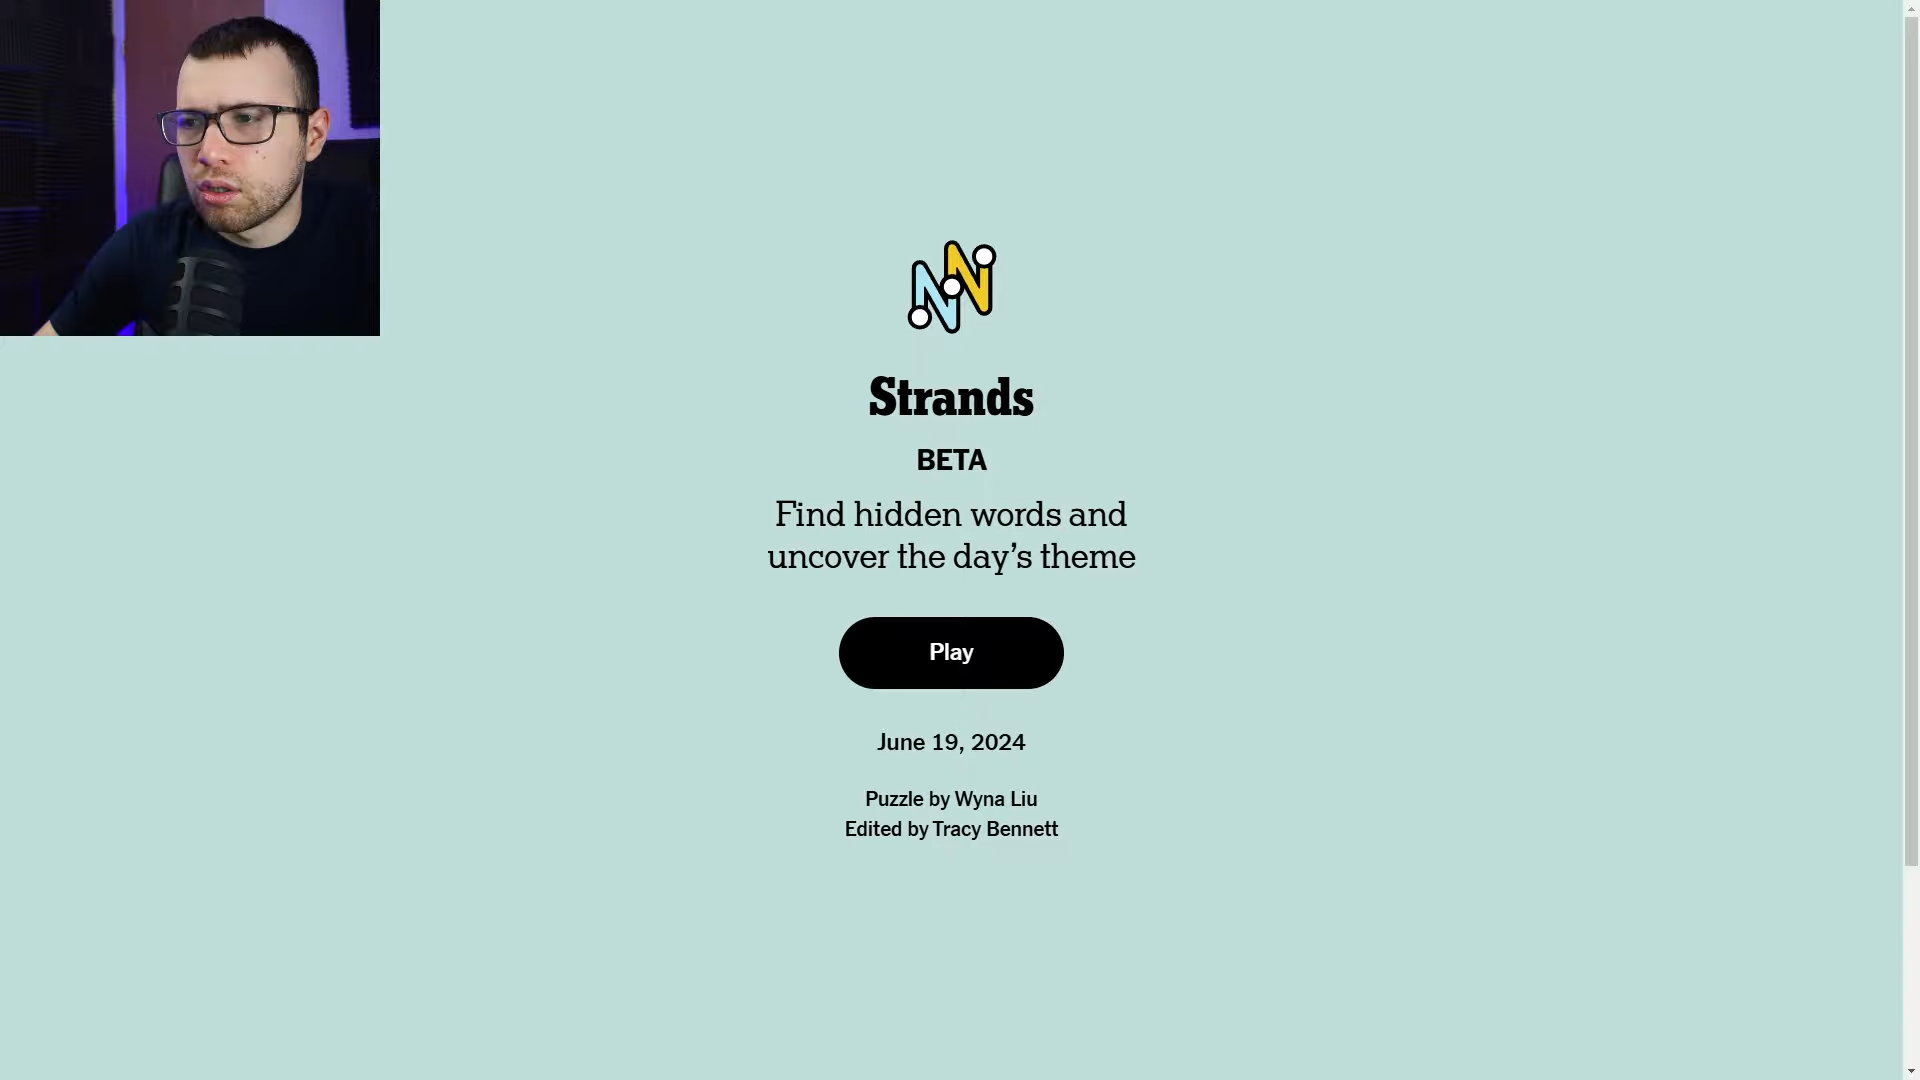 Strands
BETA
Find hidden words and
uncover the day’s theme
Play
June 19, 2024
Puzzle by Wyna Liu
Edited by Tracy Bennett